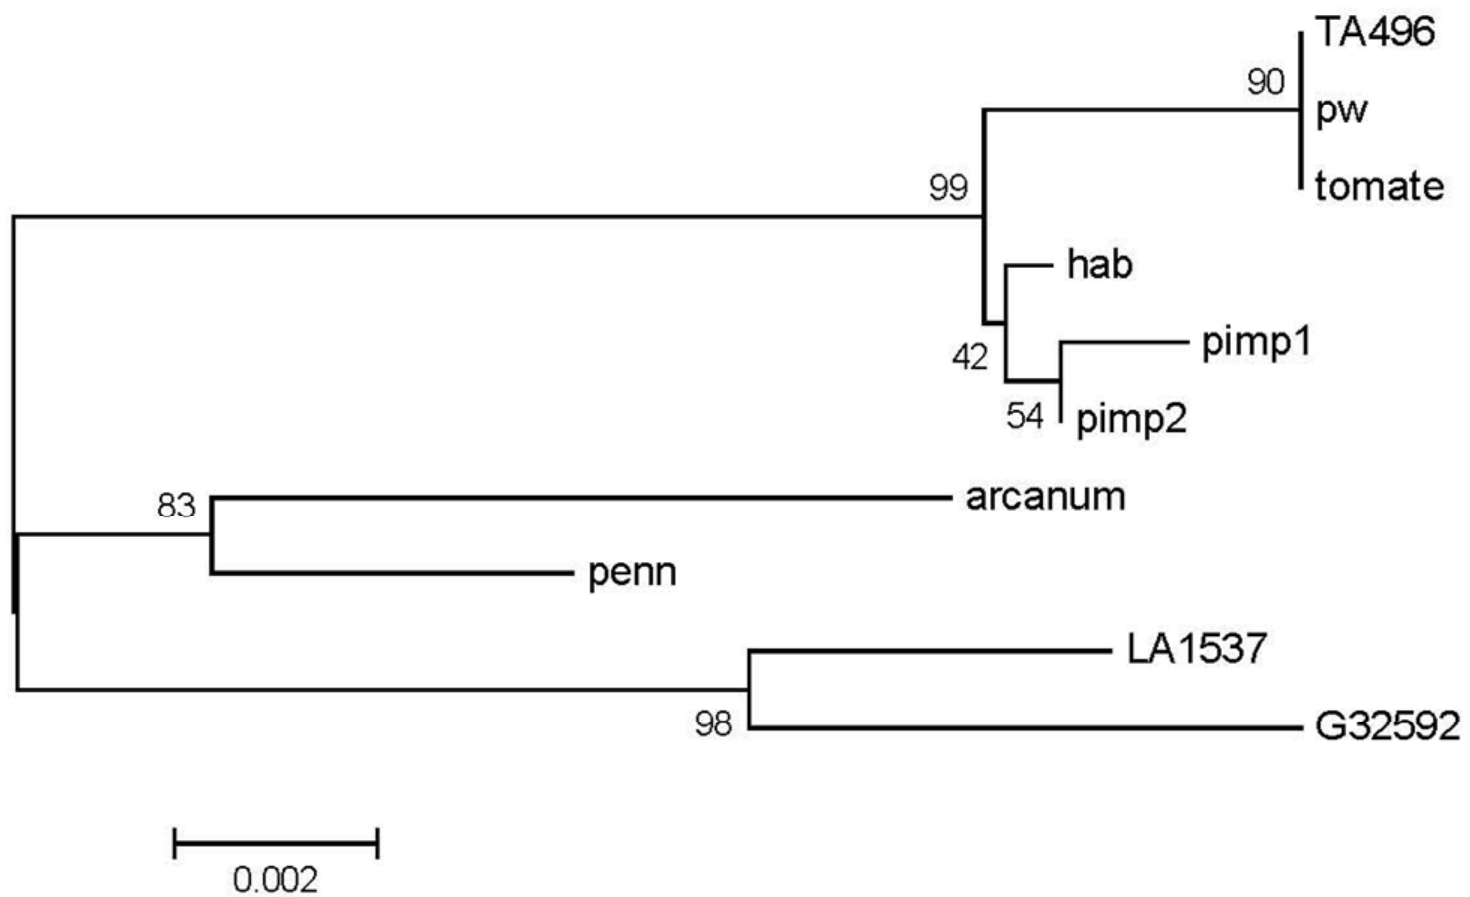 TA496
90
pw
99
tomate
hab
pimp1
42
54
pimp2
83
arcanum
penn
LA1537
98
G32592
0.002